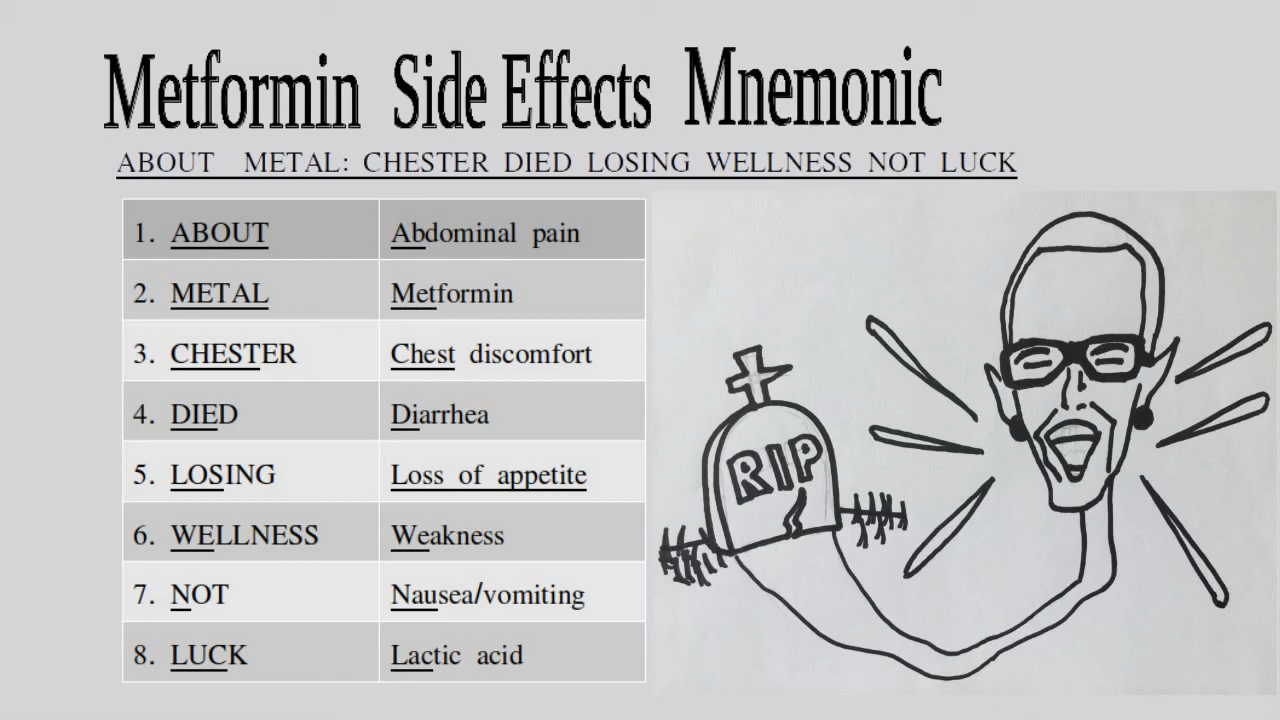 Metformin Side Effects Mnemonic
ABOUT METAL: CHESTER DIED LOSING WELLNESS NOT LUCK
1. ABOUT Abdominal pain
2. METAL Metformin
3. CHESTER Chest discomfort
4. DIED Diarrhea
5. LOSING Loss of appetite
6. WELLNESS Weakness
7. NOT Nausea/vomiting
8. LUCK Lactic acid
RIP